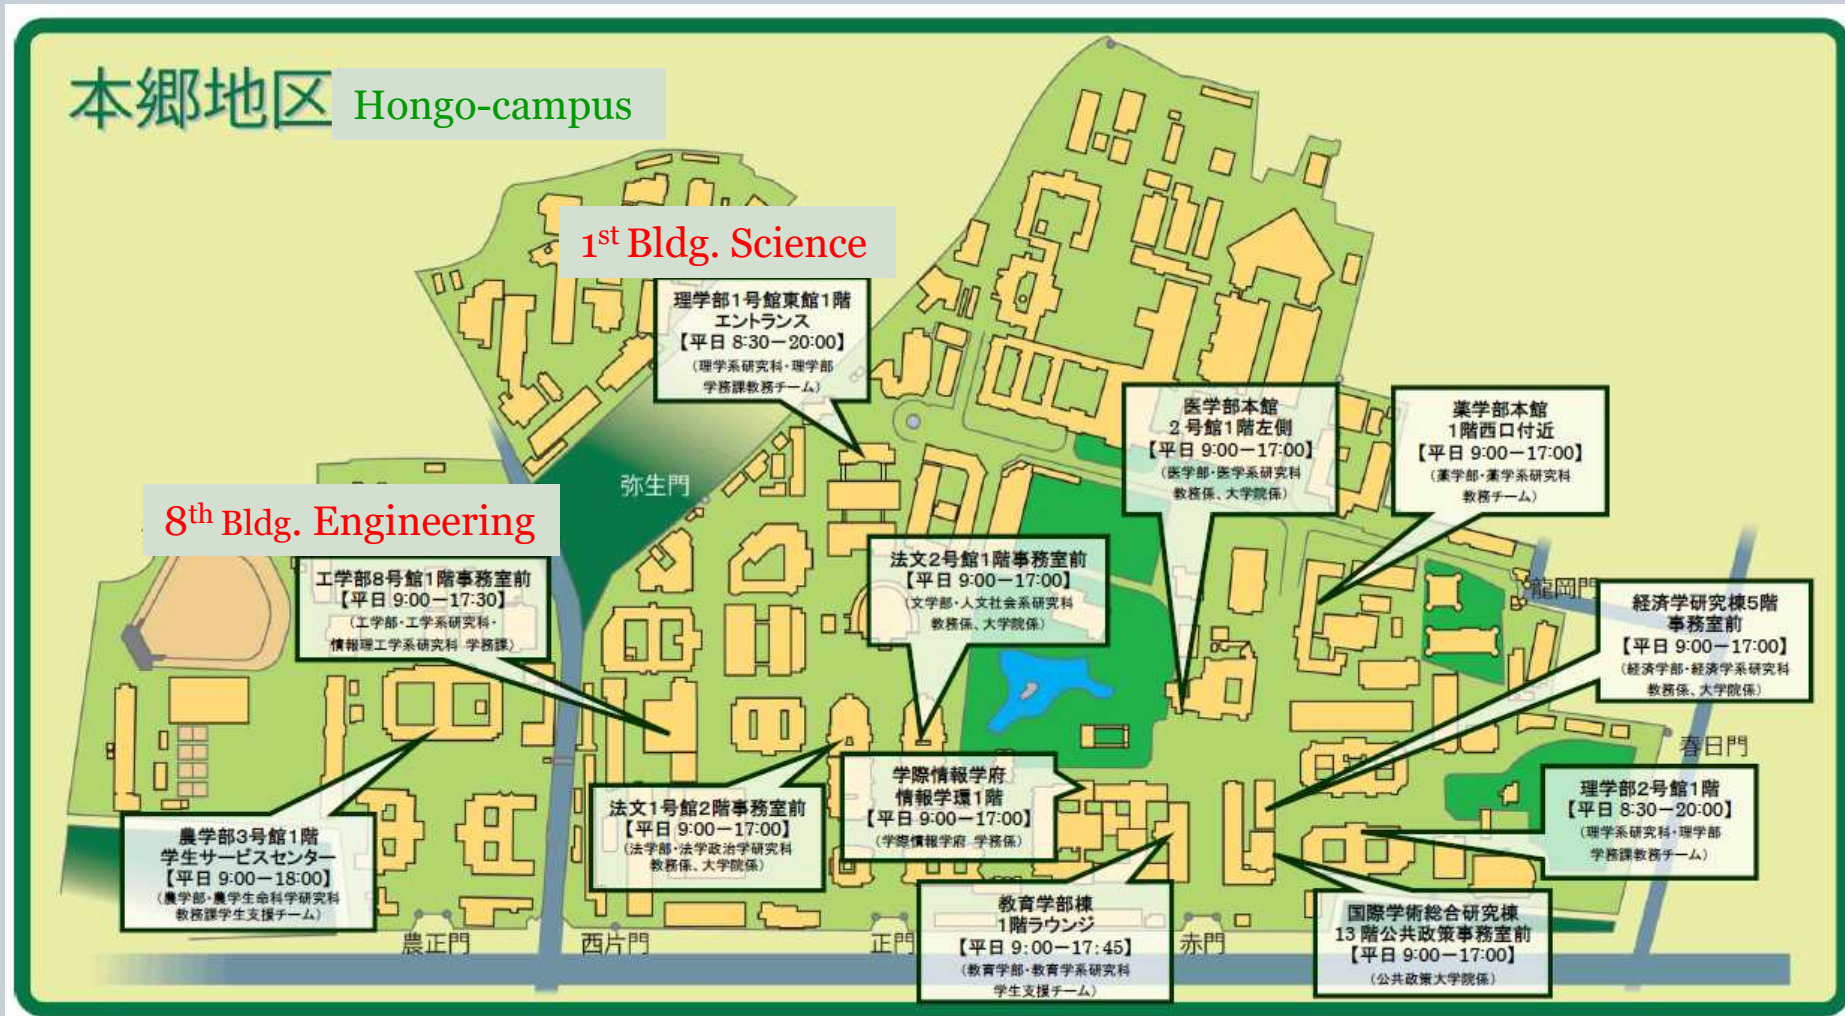 本郷地区
Hongo-campus
1st Bldg. Science
理学部1号館東館1階
エントランス
【平日 8:30－20:00】
(理学系研究科・理学部
学務課教務チーム)
医学部本館
2号館1階左側
【平日 9:00－17:00】
(医学部・医学系研究科
教務係、大学院係)
薬学部本館
1階西口付近
【平日 9:00－17:00】
(薬学部・薬学系研究科
教務チーム)
弥生門
8th Bldg. Engineering
工学部8号館1階事務室前
【平日 9:00－17:30】
(工学部・工学系研究科・
情報理工学系研究科 学務課)
法文2号館1階事務室前
【平日 9:00－17:00】
(文学部・人文社会系研究科
教務係、大学院係)
龍岡門
経済学研究棟5階
事務室前
【平日 9:00－17:00】
(経済学部・経済学系研究科
教務係、大学院係)
春日門
学際情報学府
情報学環1階
【平日 9:00－17:00】
(学際情報学府 学務係)
法文1号館2階事務室前
【平日 9:00－17:00】
(法学部・法学政治学研究科
教務係、大学院係)
理学部2号館1階
【平日 8:30－20:00】
(理学系研究科・理学部
学務課教務チーム)
農学部3号館1階
学生サービスセンター
【平日 9:00－18:00】
(農学部・農学生命科学研究科
教務課学生支援チーム)
教育学部棟
1階ラウンジ
【平日 9:00－17:45】
(教育学部・教育学系研究科
学生支援チーム)
国際学術総合研究棟
13階公共政策事務室前
【平日 9:00－17:00】
(公共政策大学院係)
農正門
西片門
正門
赤門